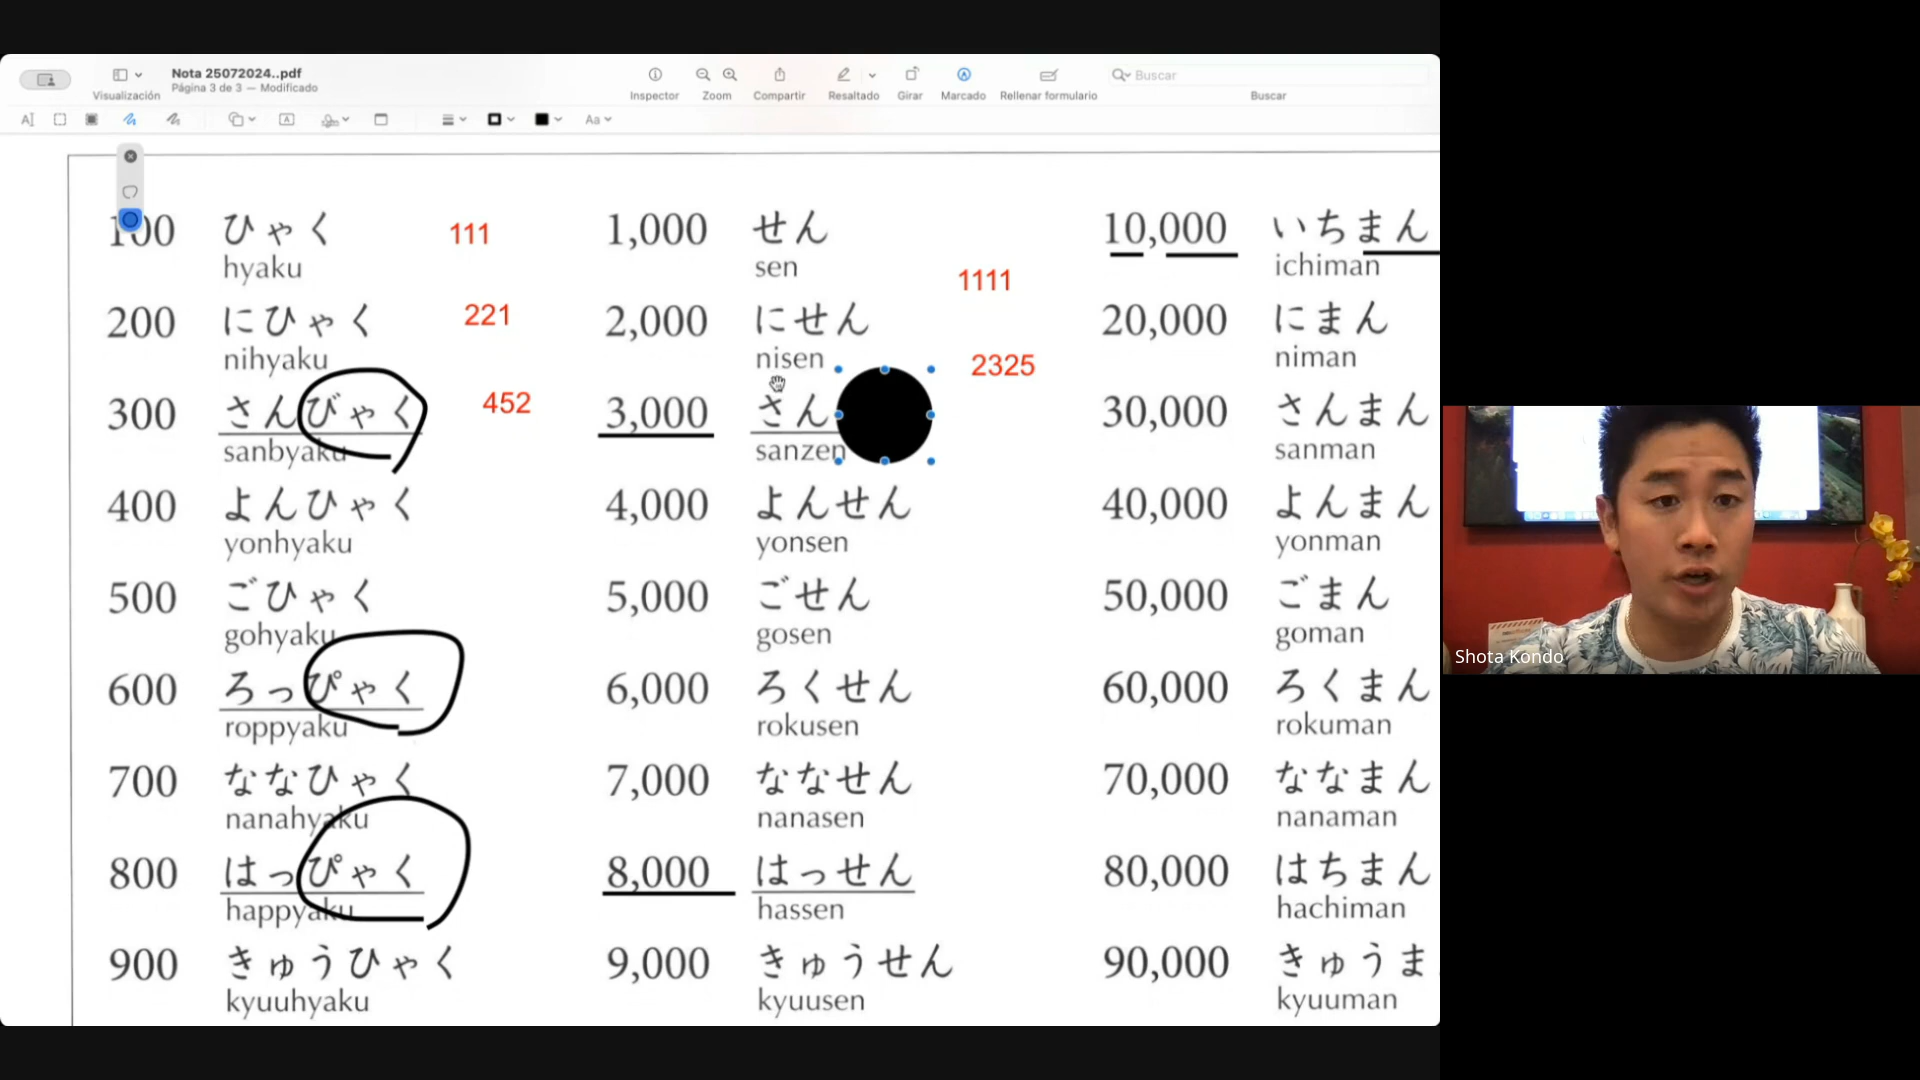 Nota 25072024..pdf
Página 3 de 3 — Modificado
Visualización
Inspector
Zoom
Compartir
Resaltado
Girar
Marcado
Rellenar formulario
Buscar
Buscar
Aa
100 ひゃく 111 1,000 せん 10,000 いちまん
hyaku sen ichiman
1111
200 にひゃく 221 2,000 にせん 20,000 にまん
nihyaku nisen niman
2325
300 さんびゃく 452 3,000 さん 30,000 さんまん
sanbyaku sanzen sanman
400 よんひゃく 4,000 よんせん 40,000 よんまん
yonhyaku yonsen yonman
500 ごひゃく 5,000 ごせん 50,000 ごまん
gohyaku gosen goman
600 ろっぴゃく 6,000 ろくせん 60,000 ろくまん
roppyaku rokusen rokuman
700 ななひゃく 7,000 ななせん 70,000 ななまん
nanahyaku nanasen nanaman
800 はっぴゃく 8,000 はっせん 80,000 はちまん
happyaku hassen hachiman
900 きゅうひゃく 9,000 きゅうせん 90,000 きゅうま
kyuuhyaku kyuusen kyuuman
Shota Kondo